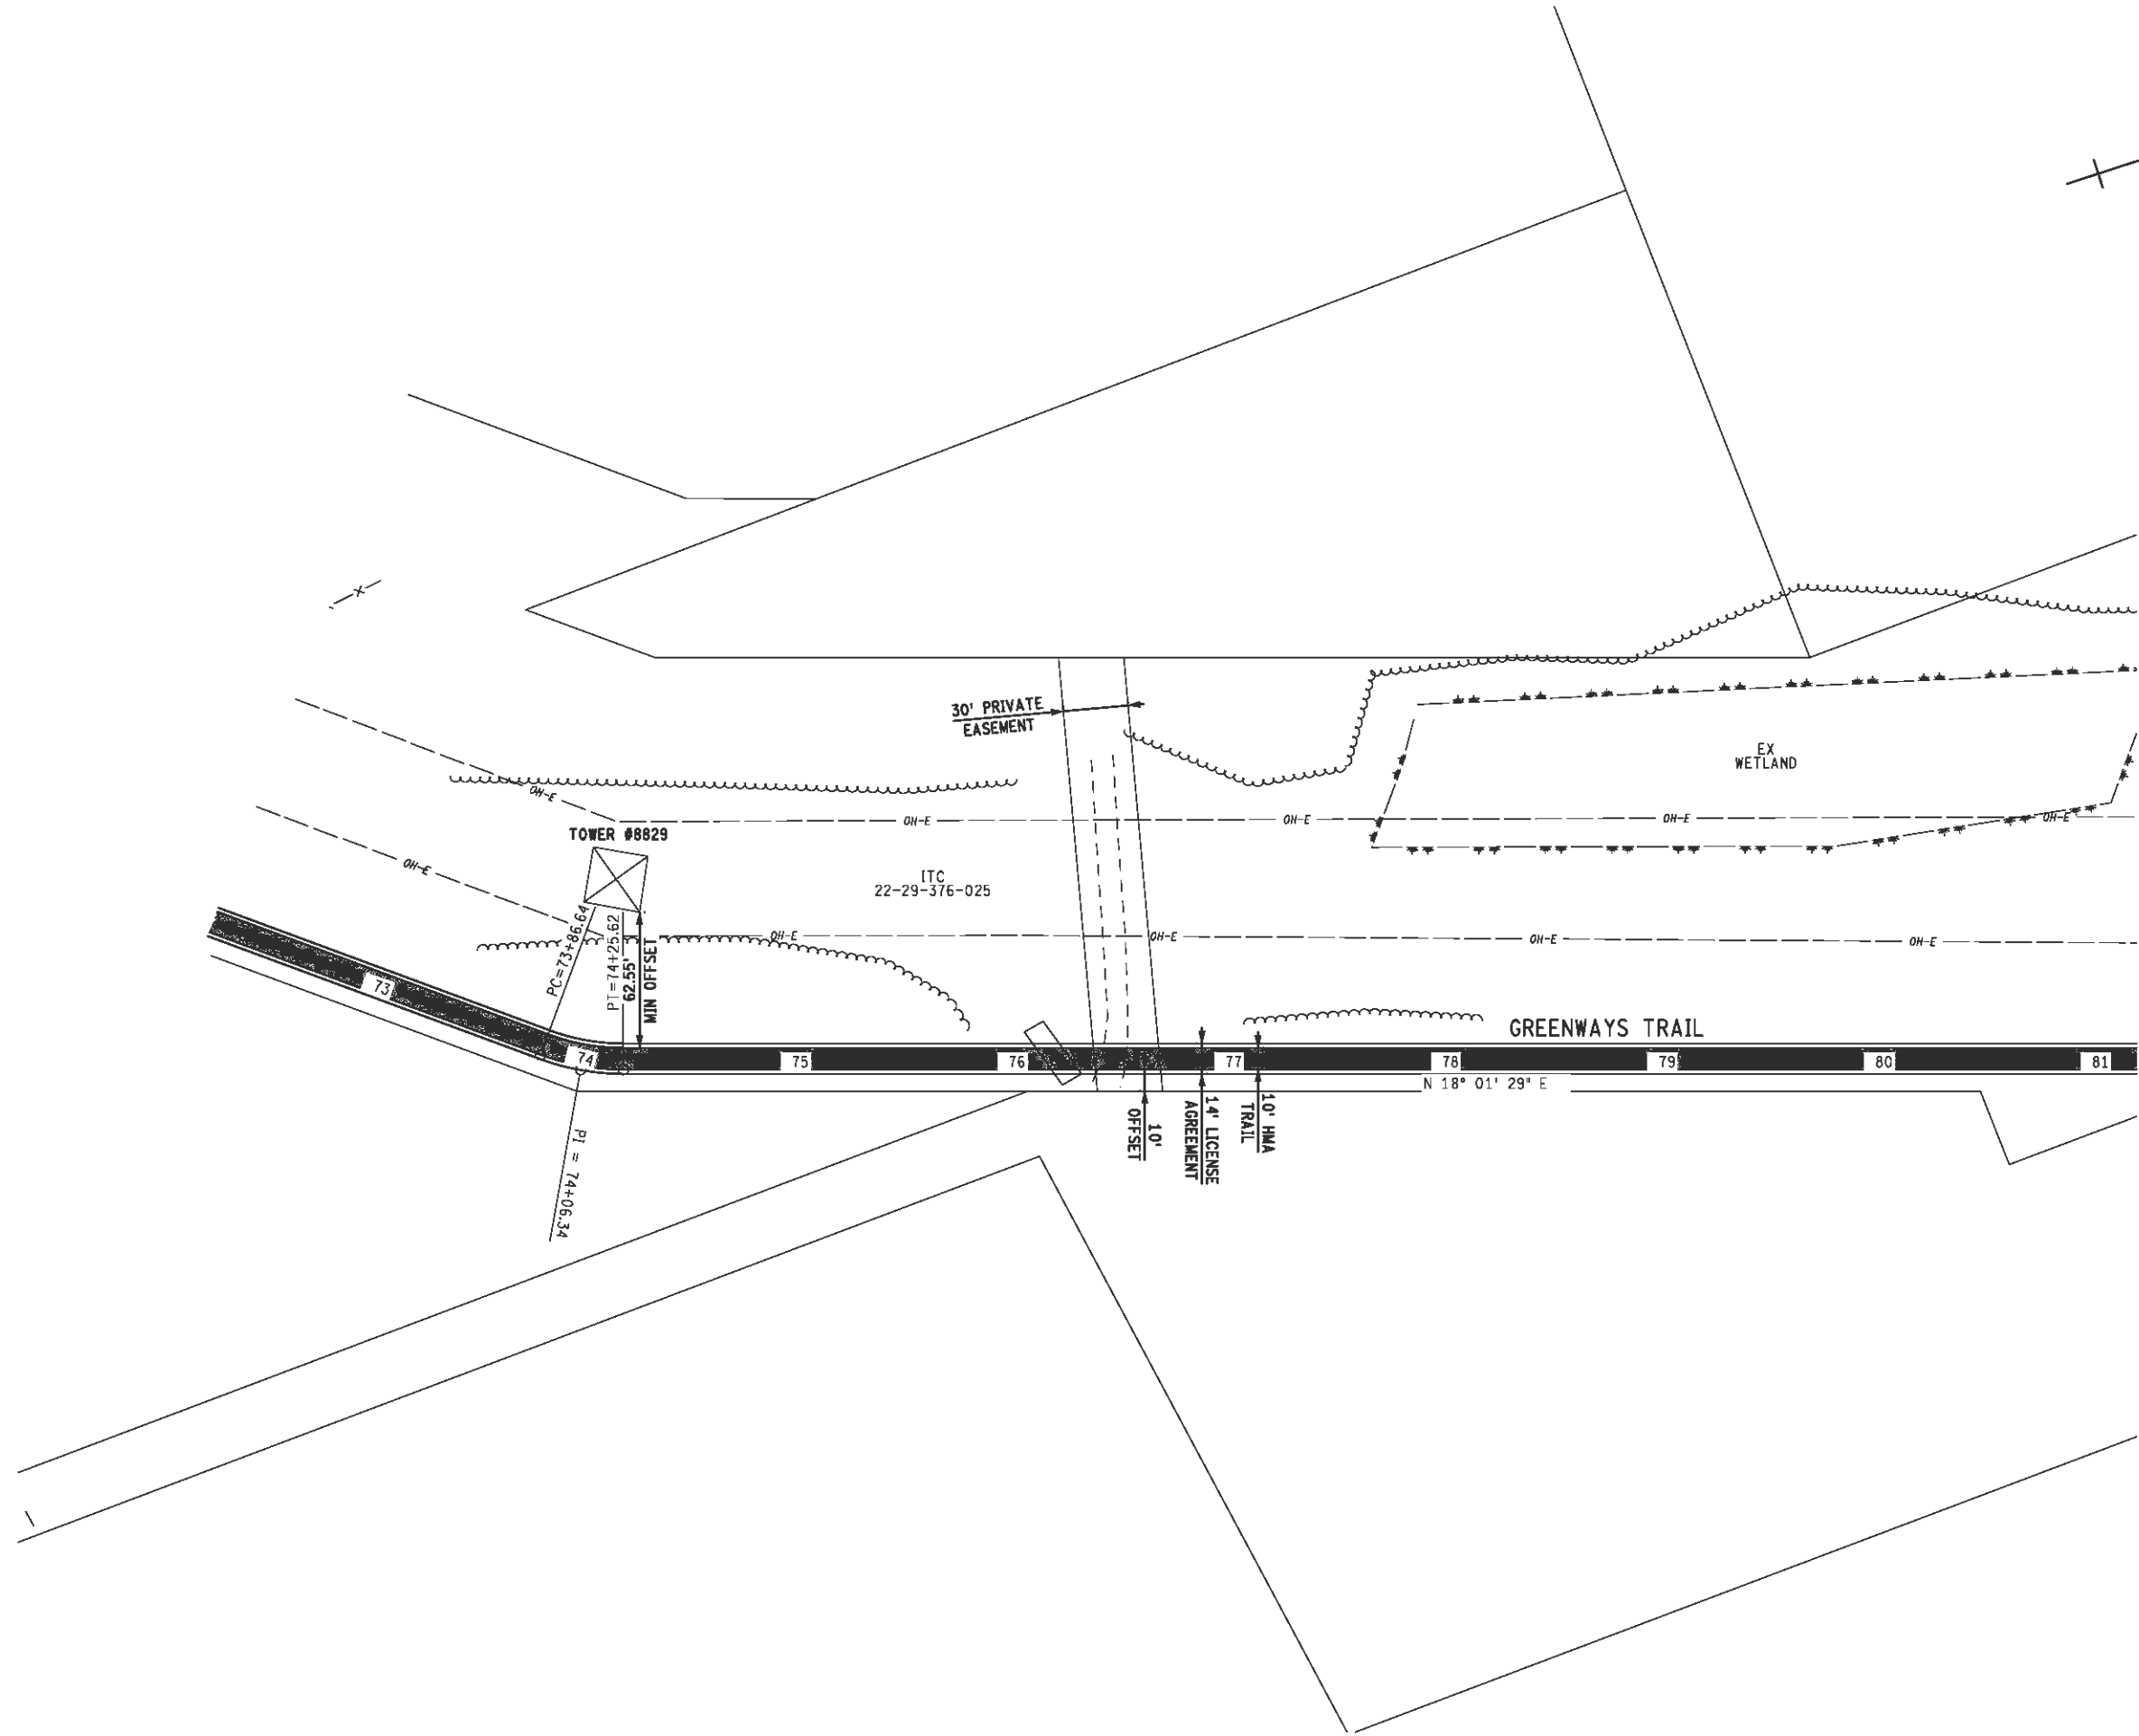 30' PRIVATE
EASEMENT
EX
WETLAND
OH-E
OH-E
OH-E
OH-E
OH-E
TOWER #8829
OH-E
ITC
22-29-376-025
PC=73+86.64
PT=74+25.62
62.55'
MIN OFFSET
OH-E
OH-E
OH-E
OH-E
73
GREENWAYS TRAIL
74
75
76
77
78
79
80
81
N 18° 01' 29" E
10'
OFFSET
14' LICENSE
AGREEMENT
10' HMA
TRAIL
PI = 74+06.34